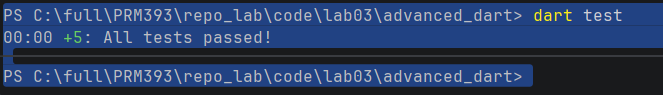 PS C:\full\PRM393\repo_lab\code\lab03\advanced_dart> dart test
00:00 +5: All tests passed!
PS C:\full\PRM393\repo_lab\code\lab03\advanced_dart>